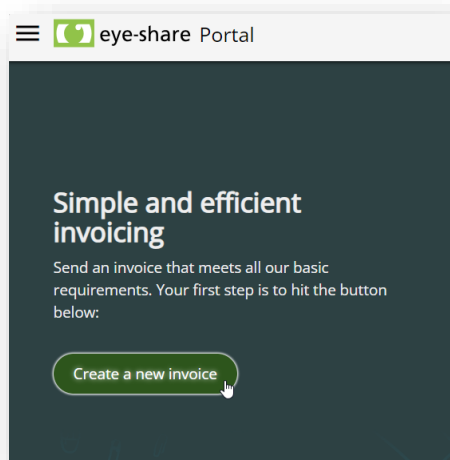 eye-share Portal
Simple and efficient
invoicing
Send an invoice that meets all our basic
requirements. Your first step is to hit the button
below:
Create a new invoice